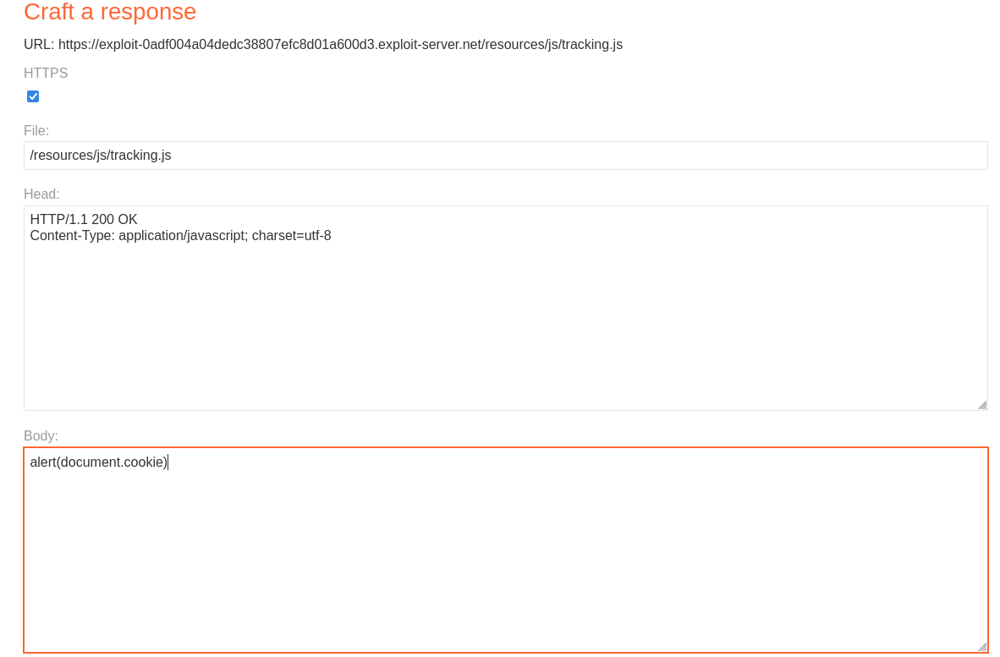 Craft a response
URL: https://exploit-0adf004a04dedc38807efc8d01a600d3.exploit-server.net/resources/js/tracking.js
HTTPS
File:
/resources/js/tracking.js
Head:
HTTP/1.1 200 OK
Content-Type: application/javascript; charset=utf-8
Body:
alert(document.cookie)